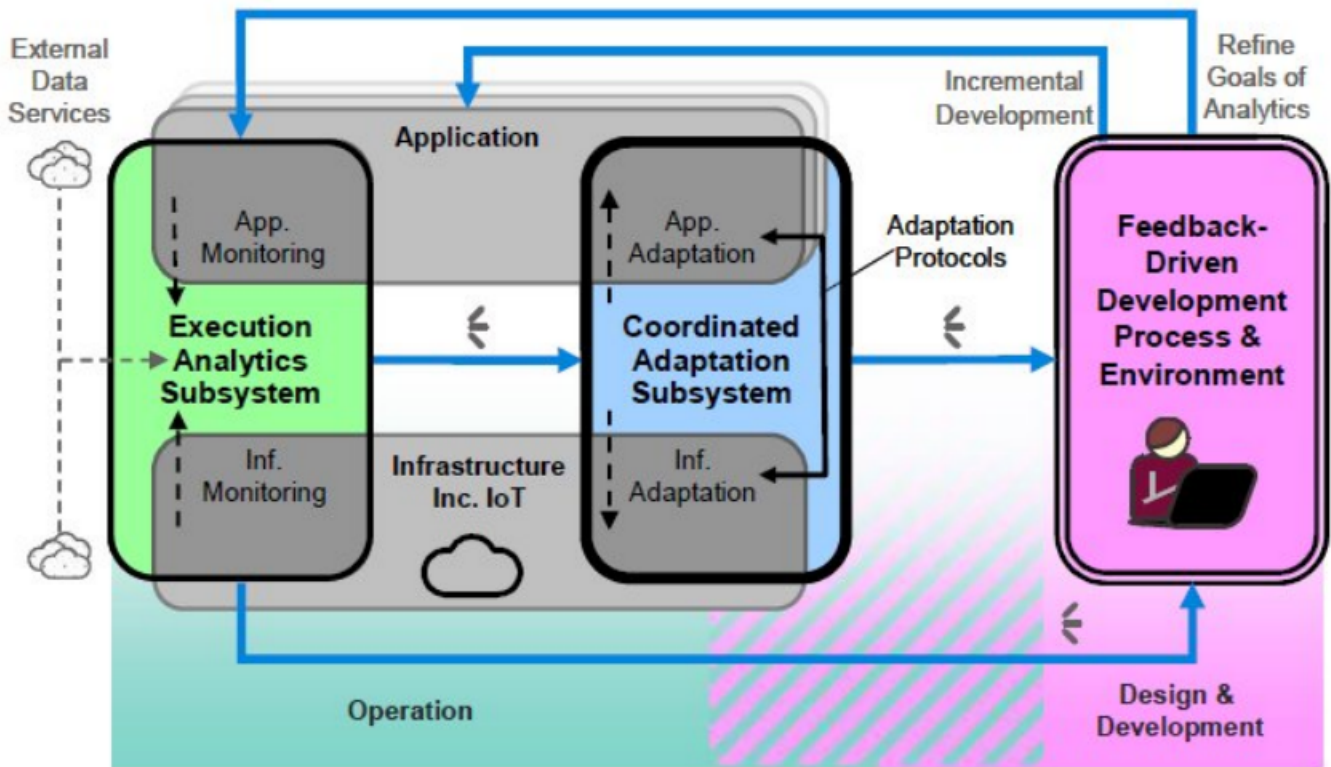 External
Data
Services
Application
Incremental
Development
Refine
Goals of
Analytics
App.
Monitoring
App.
Adaptation
Adaptation
Protocols
Feedback-
Driven
Development
Process &
Environment
Execution
Analytics
Subsystem
Coordinated
Adaptation
Subsystem
Inf.
Monitoring
Infrastructure
Inc. IoT
Inf.
Adaptation
Operation
Design &
Development